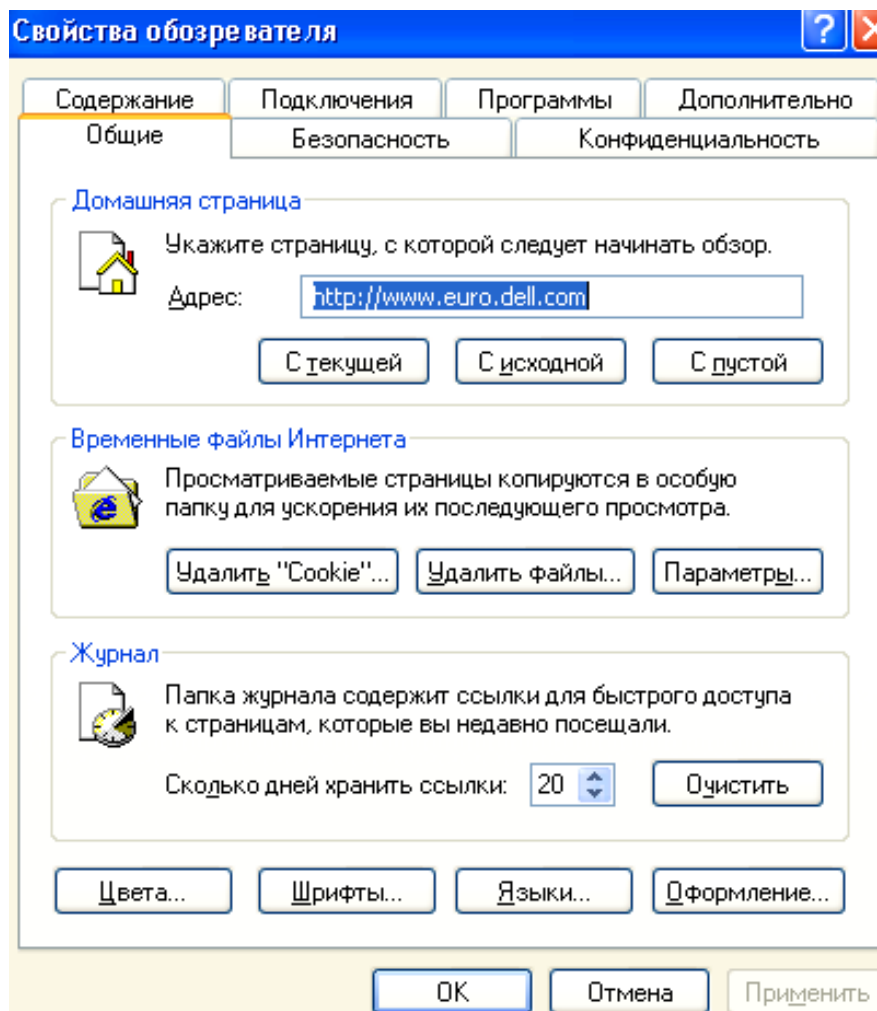 Свойства обозревателя
Содержание Подключения Программы Дополнительно
Общие Безопасность Конфиденциальность
Домашняя страница
Укажите страницу, с которой следует начинать обзор.
Адрес: http://www.euro.dell.com
С текущей С исходной С пустой
Временные файлы Интернета
Просматриваемые страницы копируются в особую
папку для ускорения их последующего просмотра.
Удалить "Cookie"... Удалить файлы... Параметры...
Журнал
Папка журнала содержит ссылки для быстрого доступа
к страницам, которые вы недавно посещали.
Сколько дней хранить ссылки: 20 Очистить
Цвета... Шрифты... Языки... Оформление...
OK Отмена Применить